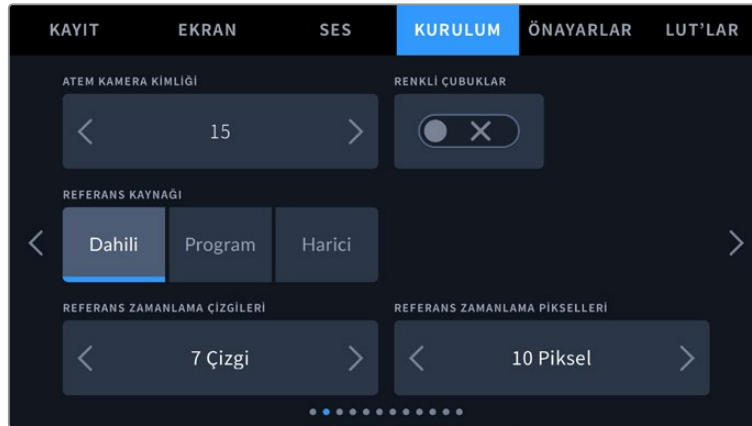 KAYIT EKRAN SES KURULUM ÖNAYARLAR LUT’LAR
ATEM KAMERA KİMLİĞİ RENKLİ ÇUBUKLAR
15
REFERANS KAYNAĞI
Dahili Program Harici
REFERANS ZAMANLAMA ÇİZGİLERİ REFERANS ZAMANLAMA PİKSELLERİ
7 Çizgi 10 Piksel